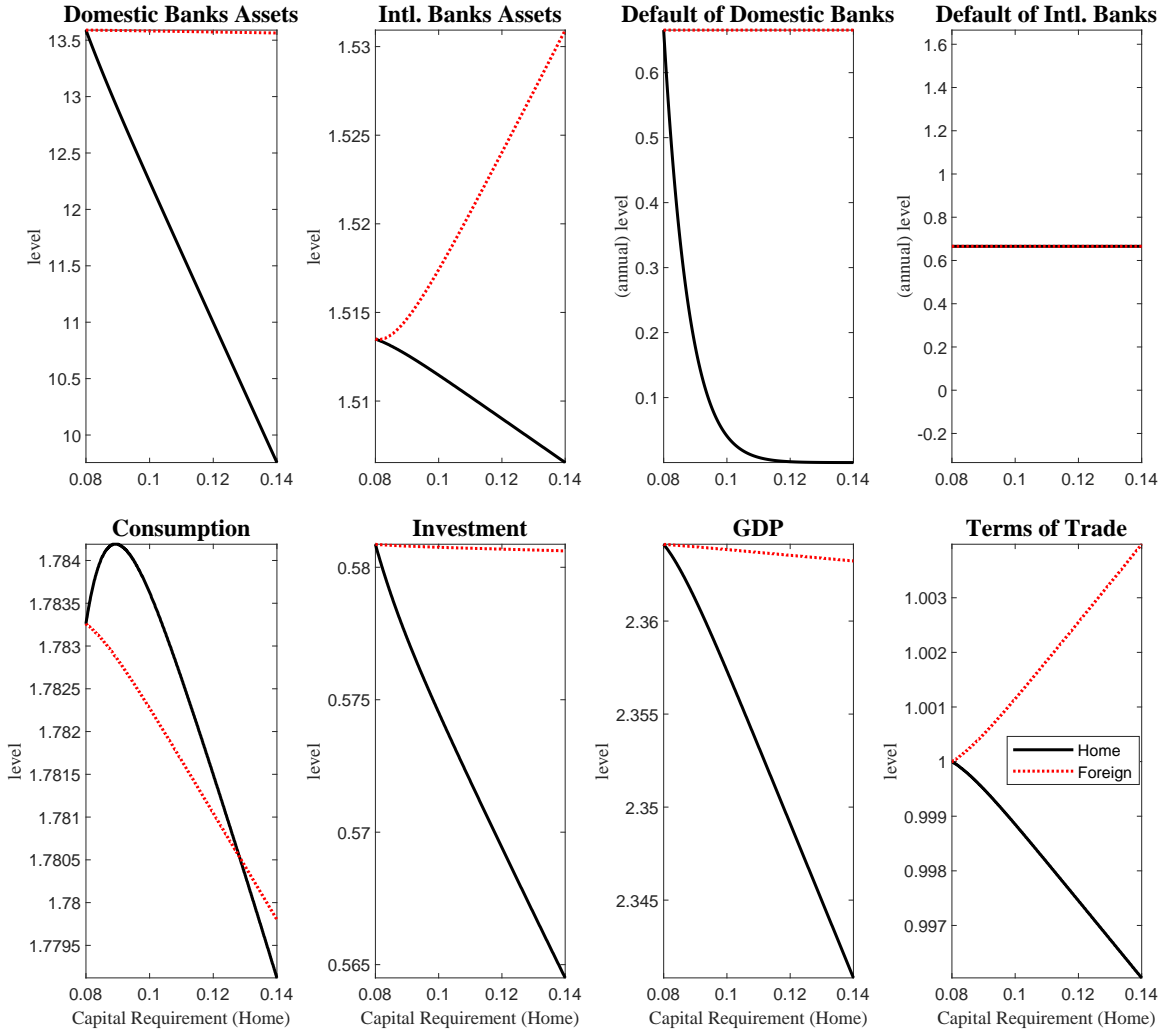 Domestic Banks Assets
13.5
13
12.5
12
11.5
11
10.5
10
level
0.08 0.1 0.12 0.14
Intl. Banks Assets
1.53
1.525
1.52
1.515
1.51
level
0.08 0.1 0.12 0.14
Default of Domestic Banks
0.6
0.5
0.4
0.3
0.2
0.1
(annual) level
0.08 0.1 0.12 0.14
Default of Intl. Banks
1.6
1.4
1.2
1
0.8
0.6
0.4
0.2
0
-0.2
(annual) level
0.08 0.1 0.12 0.14
Consumption
1.784
1.7835
1.783
1.7825
1.782
1.7815
1.781
1.7805
1.78
1.7795
level
0.08 0.1 0.12 0.14
Capital Requirement (Home)
Investment
0.58
0.575
0.57
0.565
level
0.08 0.1 0.12 0.14
Capital Requirement (Home)
GDP
2.36
2.355
2.35
2.345
level
0.08 0.1 0.12 0.14
Capital Requirement (Home)
Terms of Trade
1.003
1.002
1.001
1
0.999
0.998
0.997
level
Home
Foreign
0.08 0.1 0.12 0.14
Capital Requirement (Home)